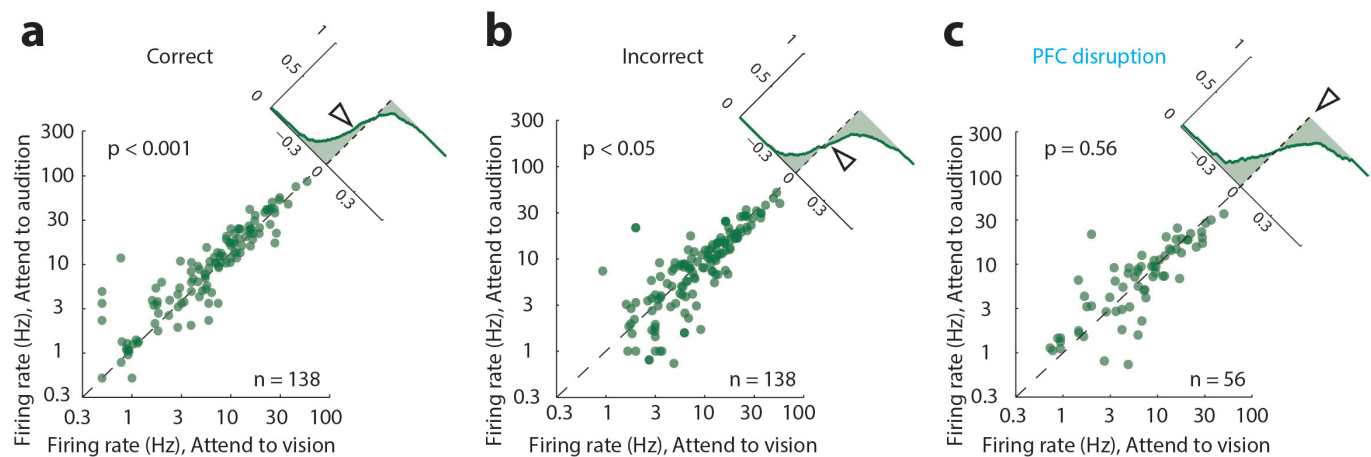 a
Correct
p < 0.001
n = 138
1
0.5
0
−0.3
0
0.3
300
100
30
10
3
1
0.3
0.3 1 3 10 30 100
Firing rate (Hz), Attend to audition
Firing rate (Hz), Attend to vision
b
Incorrect
p < 0.05
n = 138
1
0.5
0
−0.3
0
0.3
300
100
30
10
3
1
0.3
0.3 1 3 10 30 100
Firing rate (Hz), Attend to audition
Firing rate (Hz), Attend to vision
c
PFC disruption
p = 0.56
n = 56
1
0.5
0
−0.3
0
0.3
300
100
30
10
3
1
0.3
0.3 1 3 10 30 100
Firing rate (Hz), Attend to audition
Firing rate (Hz), Attend to vision